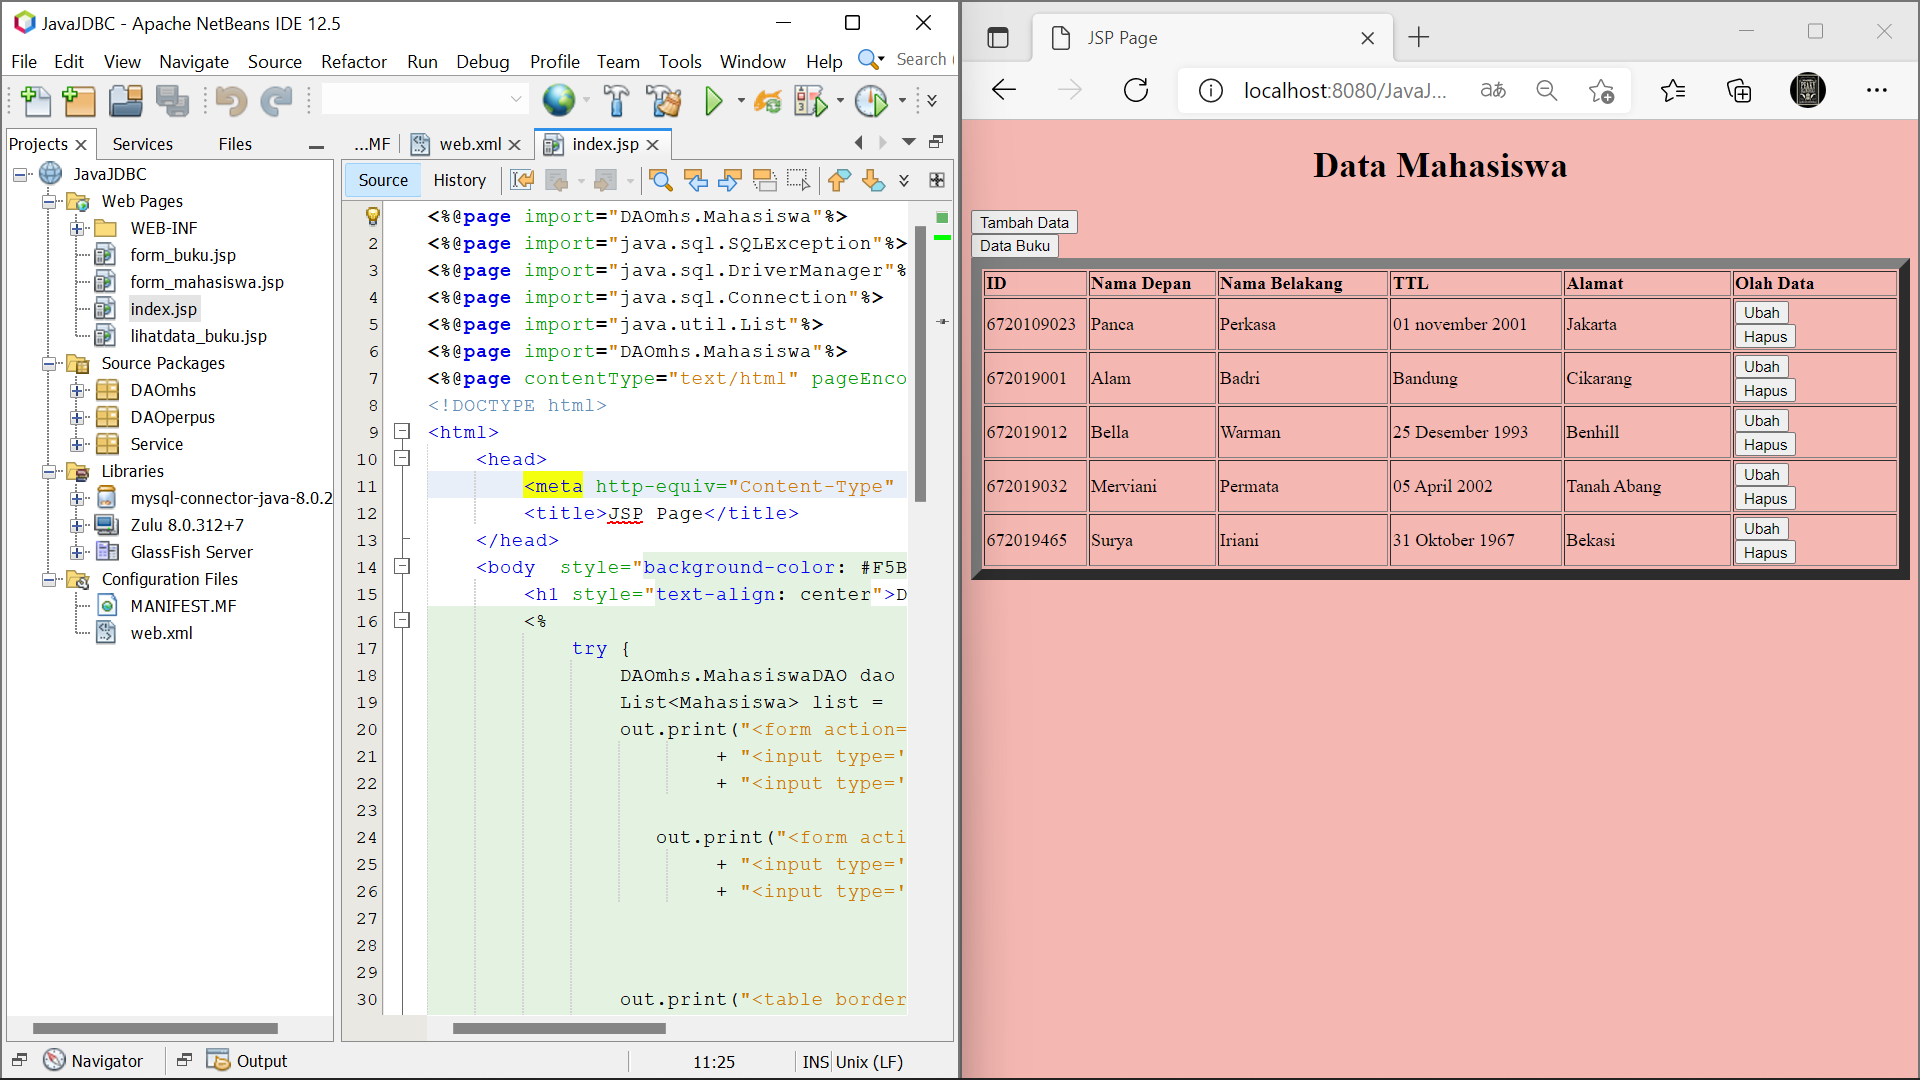 JavaJDBC - Apache NetBeans IDE 12.5
File Edit View Navigate Source Refactor Run Debug Profile Team Tools Window Help Search (
Projects Services Files
JavaJDBC
Web Pages
WEB-INF
form_buku.jsp
form_mahasiswa.jsp
index.jsp
lihatdata_buku.jsp
Source Packages
DAOmhs
DAOperpus
Service
Libraries
mysql-connector-java-8.0.2
Zulu 8.0.312+7
GlassFish Server
Configuration Files
MANIFEST.MF
web.xml
...MF web.xml index.jsp
Source History
<%@page import="DAOmhs.Mahasiswa"%>
2 <%@page import="java.sql.SQLException"%>
3 <%@page import="java.sql.DriverManager"%
4 <%@page import="java.sql.Connection"%>
5 <%@page import="java.util.List"%>
6 <%@page import="DAOmhs.Mahasiswa"%>
7 <%@page contentType="text/html" pageEnco
8 <!DOCTYPE html>
9 <html>
10 <head>
11 <meta http-equiv="Content-Type"
12 <title>JSP Page</title>
13 </head>
14 <body  style="background-color: #F5B
15 <h1 style="text-align: center">D
16 <%
17 try {
18 DAOmhs.MahasiswaDAO dao
19 List<Mahasiswa> list =
20 out.print("<form action=
21 + "<input type='
22 + "<input type='
23
24 out.print("<form acti
25 + "<input type='
26 + "<input type='
27
28
29
30 out.print("<table border
Navigator Output 11:25 INS Unix (LF)
JSP Page
localhost:8080/JavaJ... aあ
Data Mahasiswa
Tambah Data
Data Buku
ID Nama Depan Nama Belakang TTL Alamat Olah Data
6720109023 Panca Perkasa 01 november 2001 Jakarta Ubah
Hapus
672019001 Alam Badri Bandung Cikarang Ubah
Hapus
672019012 Bella Warman 25 Desember 1993 Benhill Ubah
Hapus
672019032 Merviani Permata 05 April 2002 Tanah Abang Ubah
Hapus
672019465 Surya Iriani 31 Oktober 1967 Bekasi Ubah
Hapus